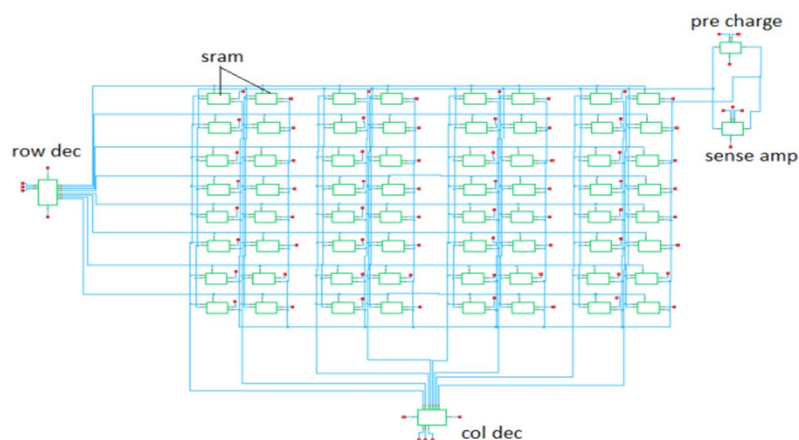 pre charge
sram
row dec
sense amp
col dec